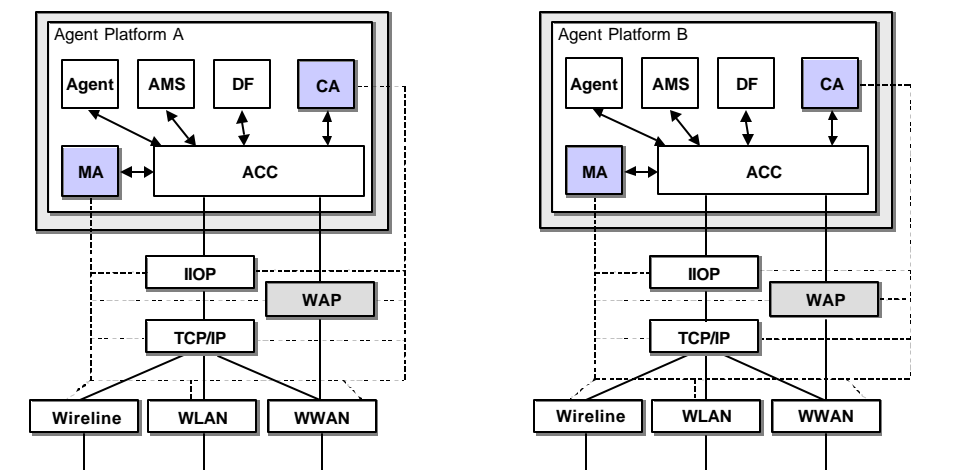 Agent Platform A
Agent AMS DF CA
MA ACC
IIOP
WAP
TCP/IP
Wireline WLAN WWAN
Agent Platform B
Agent AMS DF CA
MA ACC
IIOP
WAP
TCP/IP
Wireline WLAN WWAN